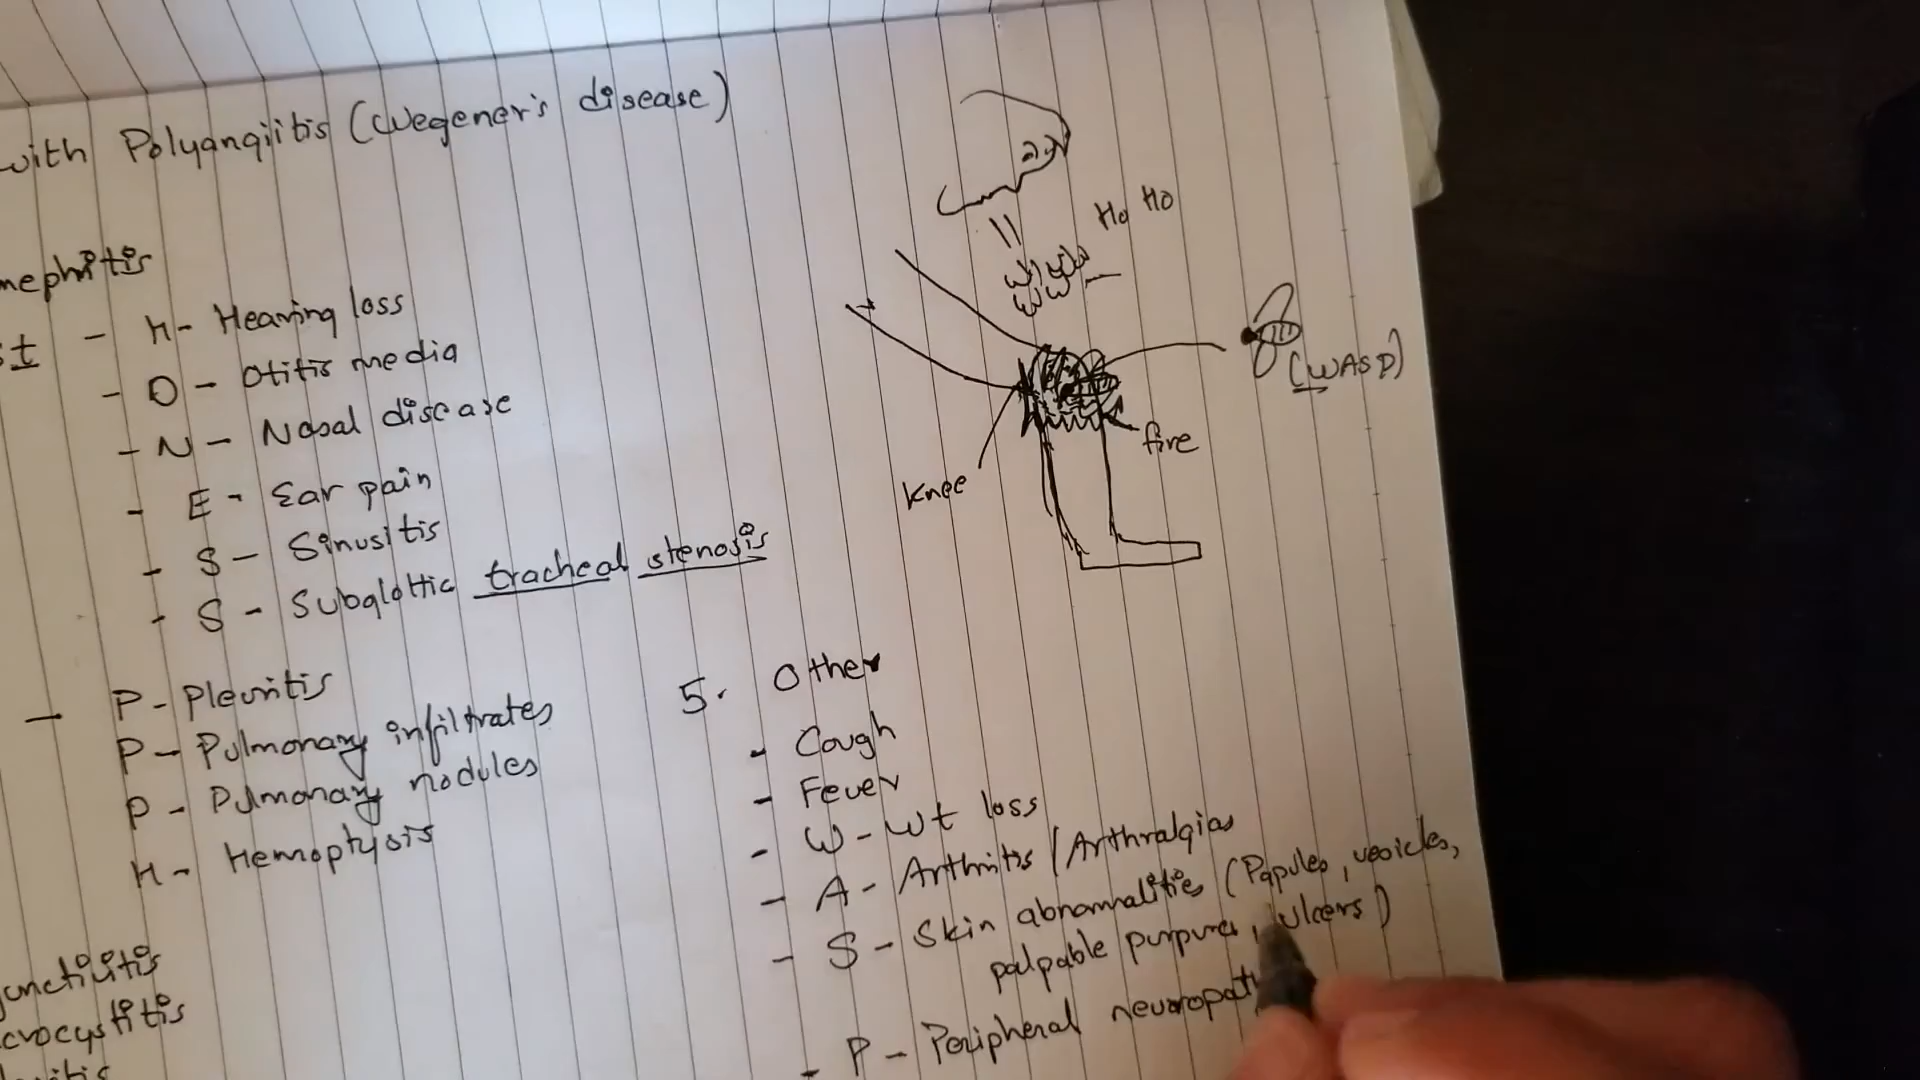 with Polyangiitis (Wegener's disease)
nephritis
H - Hearing loss
- O - Otitis media
- N - Nasal disease
- E - Ear pain
- S - Sinusitis
- S - Subglottic tracheal stenosis
- P - Pleuritis
P - Pulmonary infiltrates
P - Pulmonary nodules
H - Hemoptysis
Ho Ho
(WASP)
fire
Knee
5. Other
- Cough
- Fever
- W - Wt loss
- A - Arthritis / Arthralgias
- S - Skin abnormalities (Papules, vesicles,
palpable purpura, ulcers)
- P - Peripheral neuropath